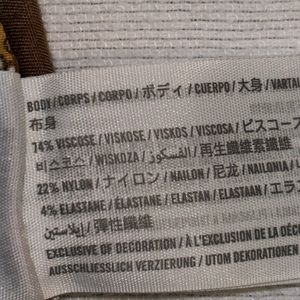 BODY / CORPS / CORPO / ボディ / CUERPO / 大身 / VARTAL
布身
74% VISCOSE / VISKOSE / VISKOS / VISCOSA / ビスコース
비스코스 / WISKOZA / الفسكوز / 再生纖維素纖維
22% NYLON / ナイロン / NAILON / 尼龙 / NAILONIA /
4% ELASTANE / ÉLASTANE / ELASTAN / ELASTAAN / エラ
إيلاستين / 彈性纖維
EXCLUSIVE OF DECORATION / À L'EXCLUSION DE LA DÉCO
AUSSCHLIESSLICH VERZIERUNG / UTOM DEKORATIONEN